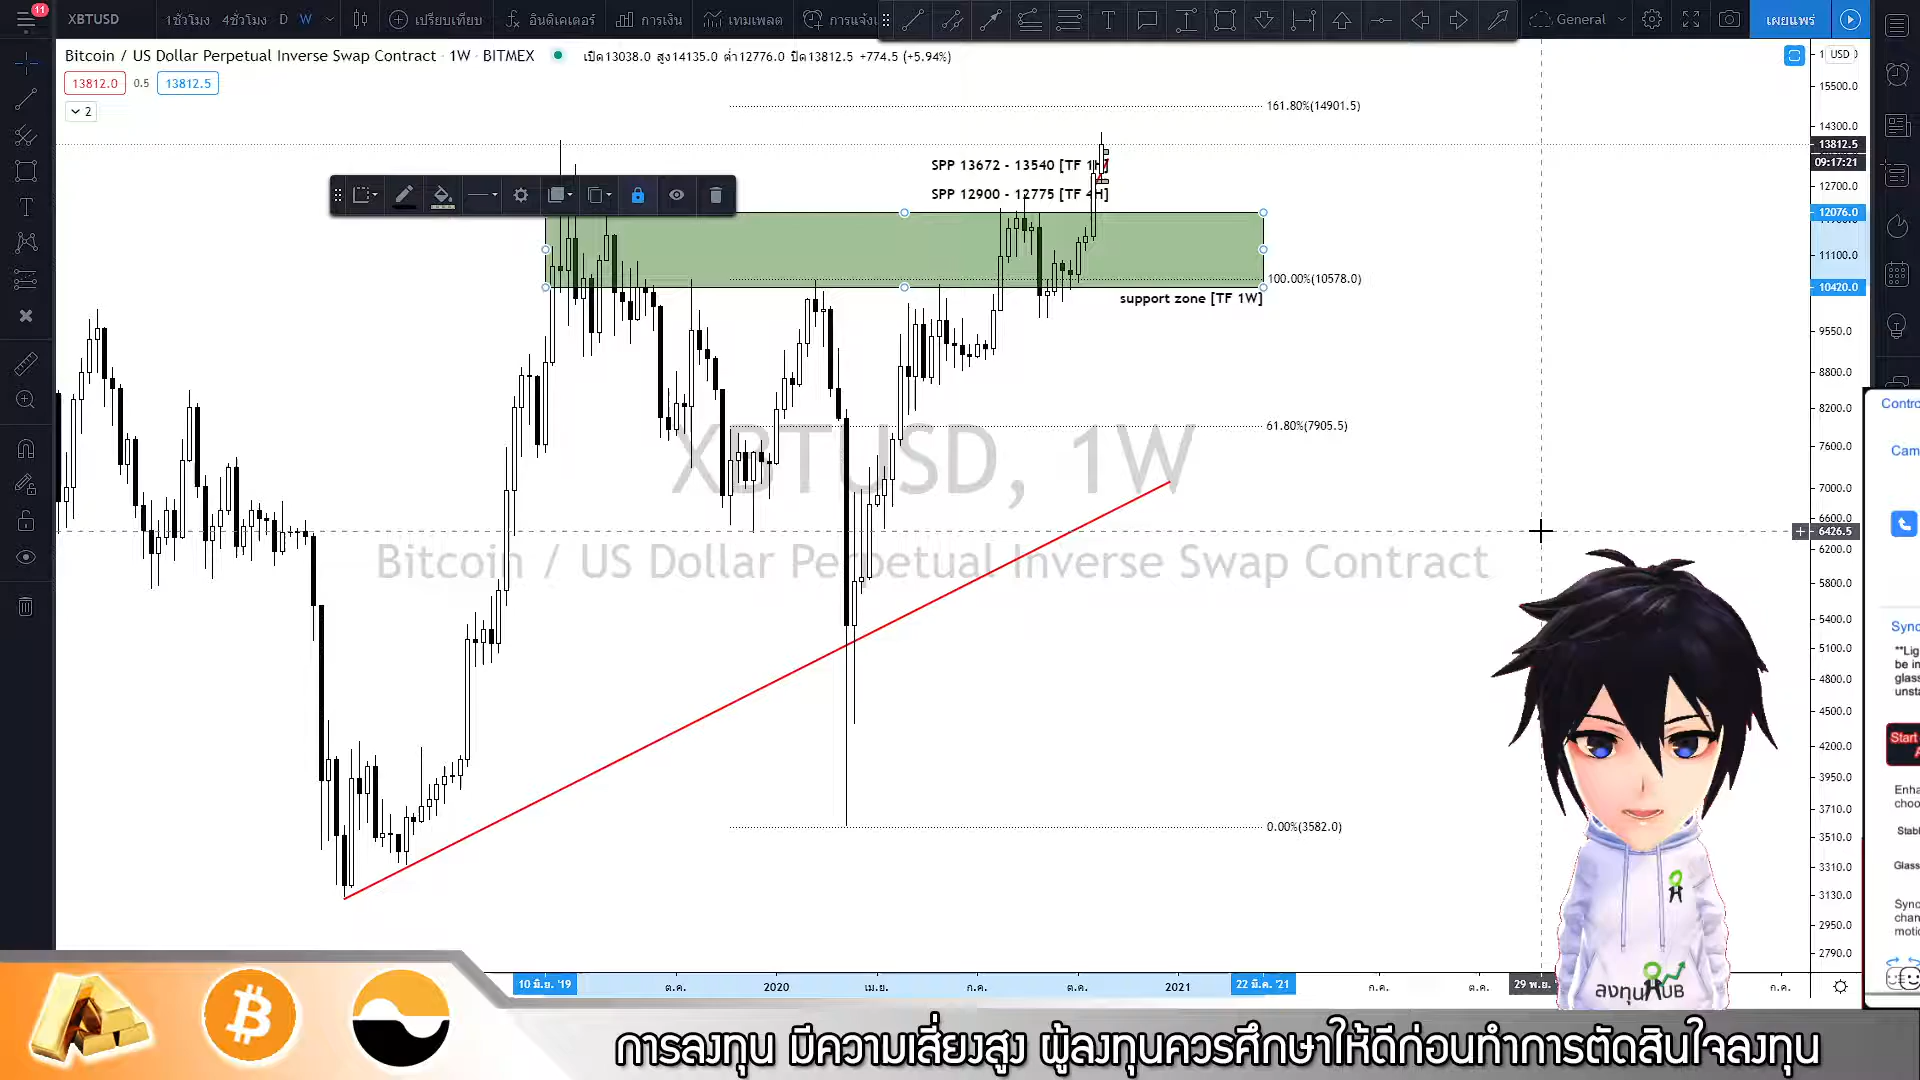 11
XBTUSD
1ชั่วโมง 4ชั่วโมง D W
เปรียบเทียบ
อินดิเคเตอร์
การเงิน
เทมเพลต
General
เผยแพร่
Bitcoin / US Dollar Perpetual Inverse Swap Contract · 1W · BITMEX
เปิด13038.0 สูง14135.0 ต่ำ12776.0 ปิด13812.5 +774.5 (+5.94%)
13812.0 0.5 13812.5
2
USD
161.80%(14901.5)
SPP 13672 - 13540 [TF 1H]
SPP 12900 - 12775 [TF 4H]
100.00%(10578.0)
support zone [TF 1W]
61.80%(7905.5)
0.00%(3582.0)
XBTUSD, 1W
Bitcoin / US Dollar Perpetual Inverse Swap Contract
15500.0
14300.0
13812.5
09:17:21
12700.0
12076.0
11100.0
10420.0
9550.0
8800.0
8200.0
7600.0
7000.0
6600.0
6426.5
6200.0
5800.0
5400.0
5100.0
4800.0
4500.0
4200.0
3950.0
3710.0
3510.0
3310.0
3130.0
2950.0
2790.0
10 มิ.ย. '19
ต.ค.
2020
เม.ย.
ก.ค.
ต.ค.
2021
22 มี.ค. '21
ก.ค.
ต.ค.
29 พ.ย.
ก.ค.
**Lig
be in
glass
unsta
Start
Stabl
Glass
ลงทุนHUB
การลงทุน มีความเสี่ยงสูง ผู้ลงทุนควรศึกษาให้ดีก่อนทำการตัดสินใจลงทุน